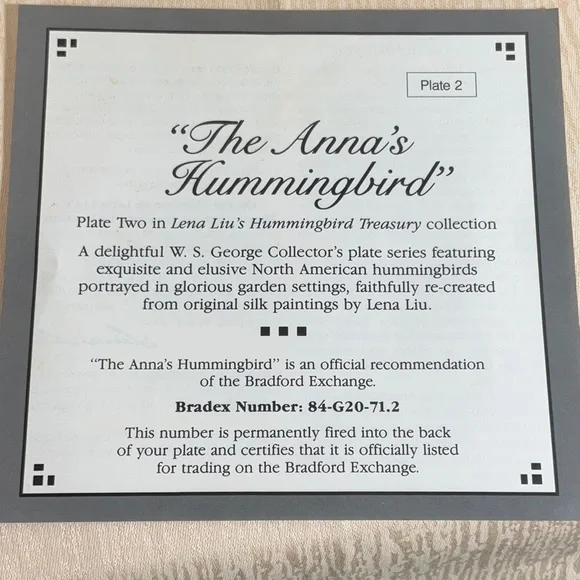 Plate 2
"The Anna's
Hummingbird"
Plate Two in Lena Liu's Hummingbird Treasury collection
A delightful W. S. George Collector's plate series featuring
exquisite and elusive North American hummingbirds
portrayed in glorious garden settings, faithfully re-created
from original silk paintings by Lena Liu.
"The Anna's Hummingbird" is an official recommendation
of the Bradford Exchange.
Bradex Number: 84-G20-71.2
This number is permanently fired into the back
of your plate and certifies that it is officially listed
for trading on the Bradford Exchange.